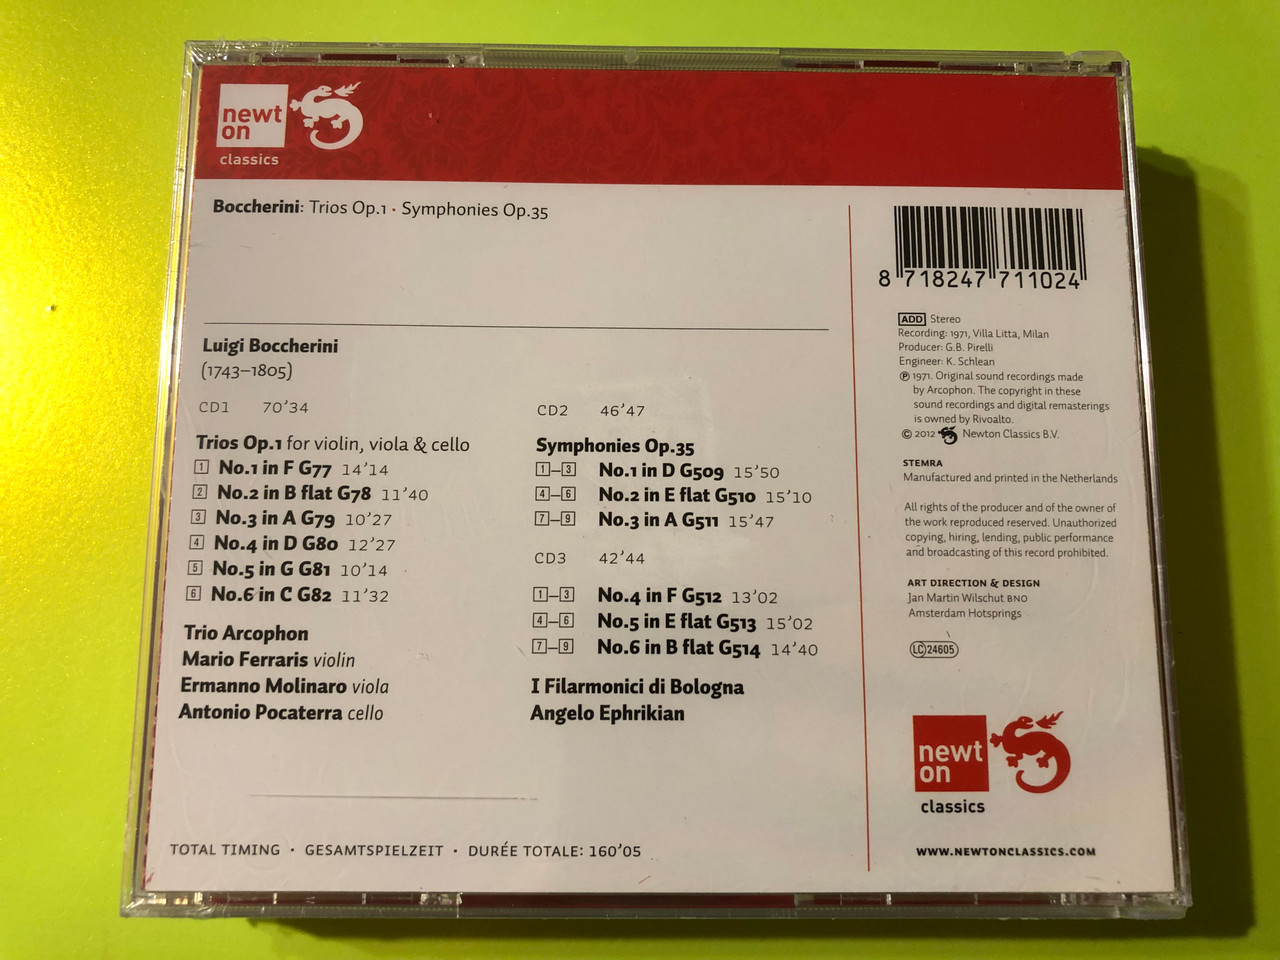 newt
on
classics
Boccherini: Trios Op.1 · Symphonies Op.35
Luigi Boccherini
(1743–1805)
CD1 70’34
Trios Op.1 for violin, viola & cello
1 No.1 in F G77 14’14
2 No.2 in B flat G78 11’40
3 No.3 in A G79 10’27
4 No.4 in D G80 12’27
5 No.5 in G G81 10’14
6 No.6 in C G82 11’32
Trio Arcophon
Mario Ferraris violin
Ermanno Molinaro viola
Antonio Pocaterra cello
CD2 46’47
Symphonies Op.35
1–3 No.1 in D G509 15’50
4–6 No.2 in E flat G510 15’10
7–9 No.3 in A G511 15’47
CD3 42’44
1–3 No.4 in F G512 13’02
4–6 No.5 in E flat G513 15’02
7–9 No.6 in B flat G514 14’40
I Filarmonici di Bologna
Angelo Ephrikian
TOTAL TIMING · GESAMTSPIELZEIT · DURÉE TOTALE: 160’05
8 718247 711024
ADD Stereo
Recording: 1971, Villa Litta, Milan
Producer: G.B. Pirelli
Engineer: K. Schlean
℗ 1971. Original sound recordings made
by Arcophon. The copyright in these
sound recordings and digital remasterings
is owned by Rivoalto.
© 2012 Newton Classics B.V.
STEMRA
Manufactured and printed in the Netherlands
All rights of the producer and of the owner of
the work reproduced reserved. Unauthorized
copying, hiring, lending, public performance
and broadcasting of this record prohibited.
ART DIRECTION & DESIGN
Jan Martin Wilschut BNO
Amsterdam Hotsprings
LC 24605
newt
on
classics
WWW.NEWTONCLASSICS.COM